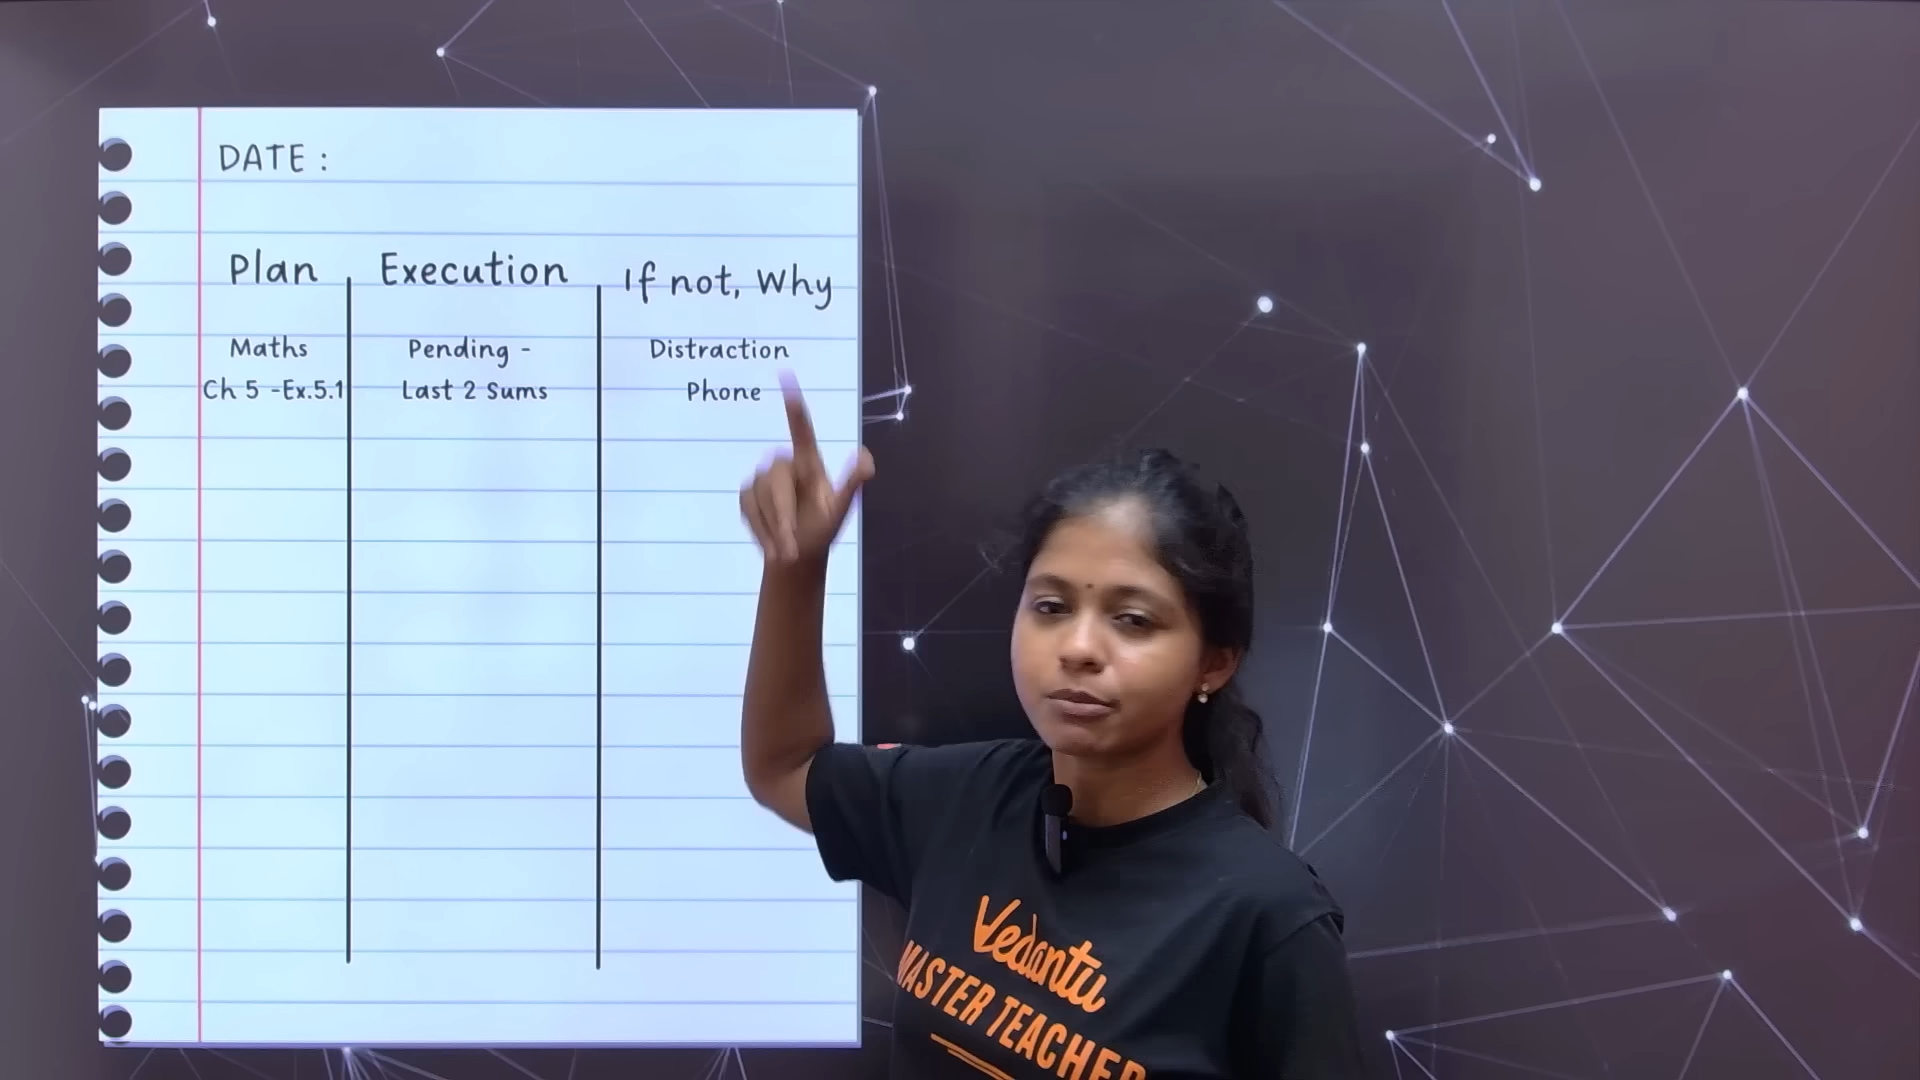 DATE :
Plan
Execution
If not, Why
Maths
Ch 5 -Ex.5.1
Pending -
Last 2 Sums
Distraction
Phone
Vedantu
MASTER TEACHER